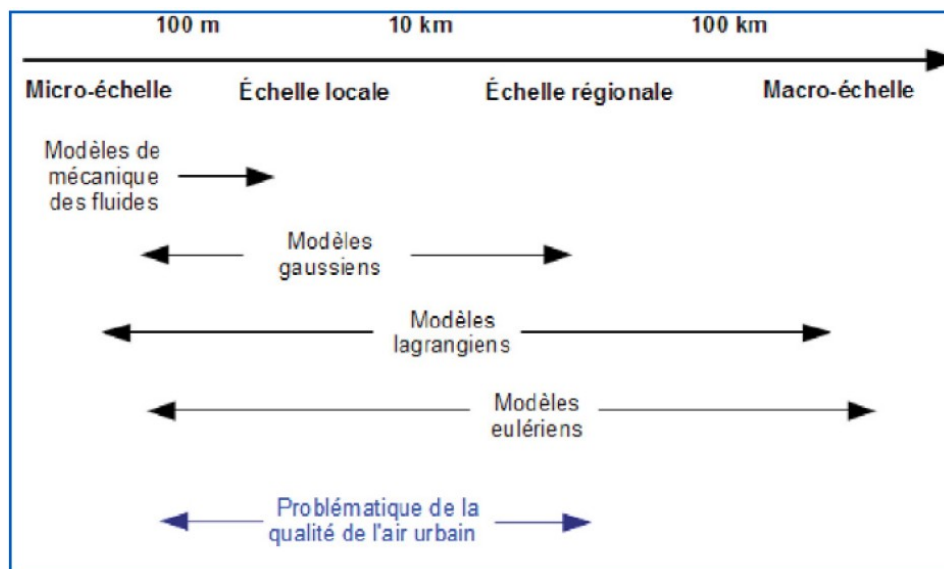 100 m 10 km 100 km
Micro-échelle Échelle locale Échelle régionale Macro-échelle
Modèles de
mécanique
des fluides
Modèles
gaussiens
Modèles
lagrangiens
Modèles
eulériens
Problématique de la
qualité de l'air urbain